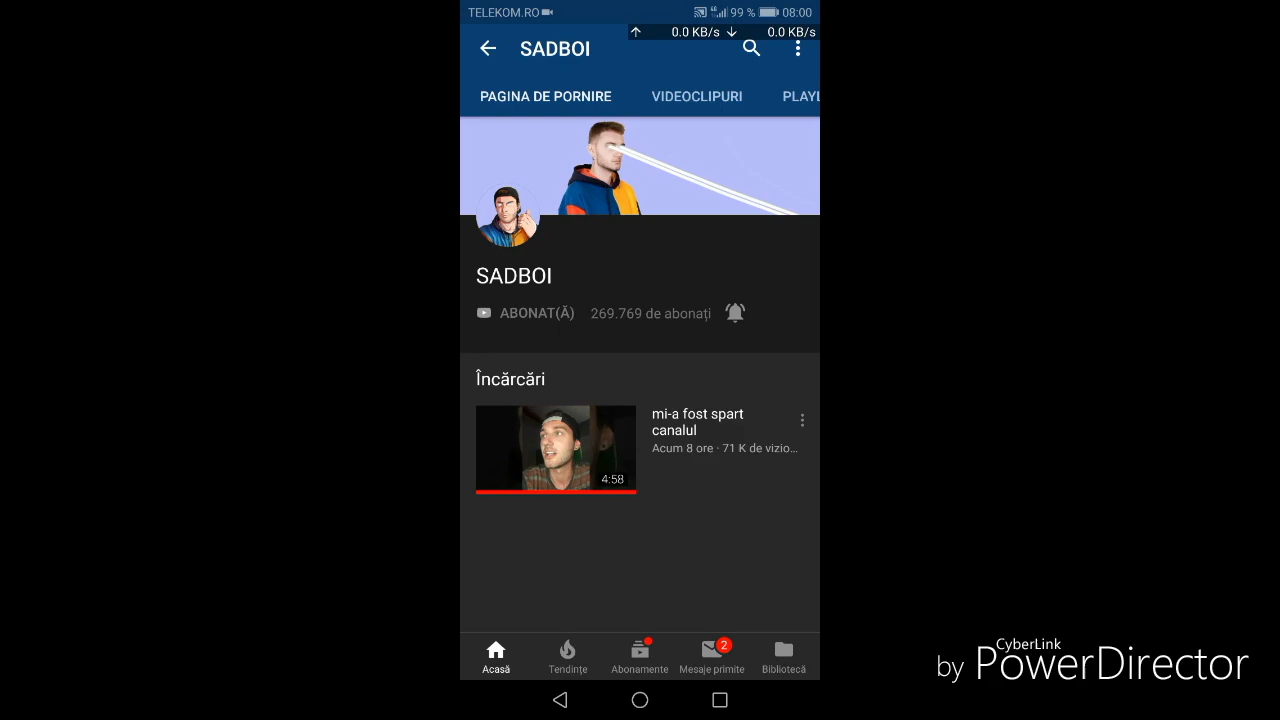 TELEKOM.RO 4G 99 % 08:00
0.0 KB/s 0.0 KB/s
SADBOI
PAGINA DE PORNIRE VIDEOCLIPURI PLAYL
SADBOI
ABONAT(Ă) 269.769 de abonați
Încărcări
mi-a fost spart
canalul
Acum 8 ore · 71 K de vizio...
4:58
Acasă Tendințe Abonamente Mesaje primite 2 Bibliotecă
CyberLink
by PowerDirector